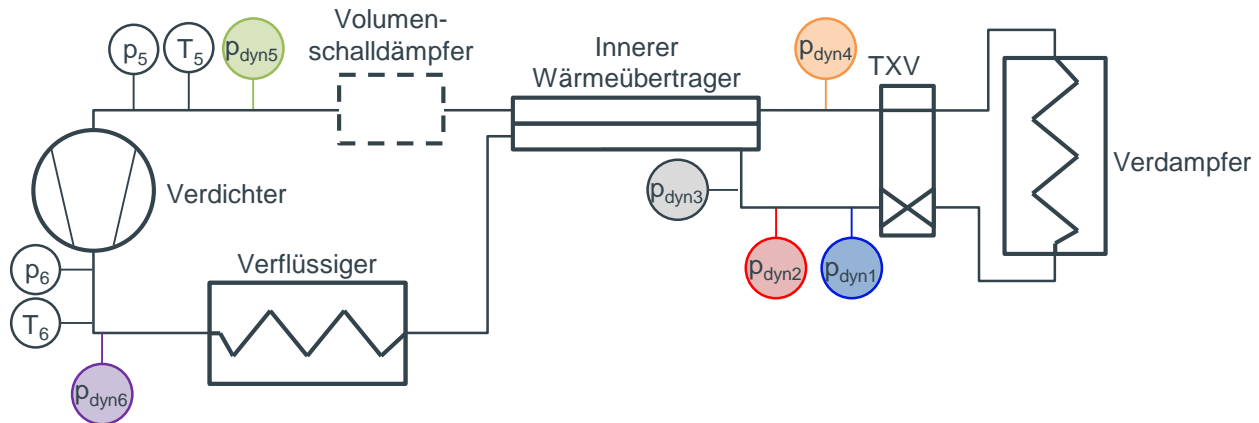 p5
T5
pdyn5
Volumen-
schalldämpfer
Innerer
Wärmeübertrager
pdyn4
TXV
Verdampfer
Verdichter
pdyn3
pdyn2
pdyn1
p6
T6
Verflüssiger
pdyn6